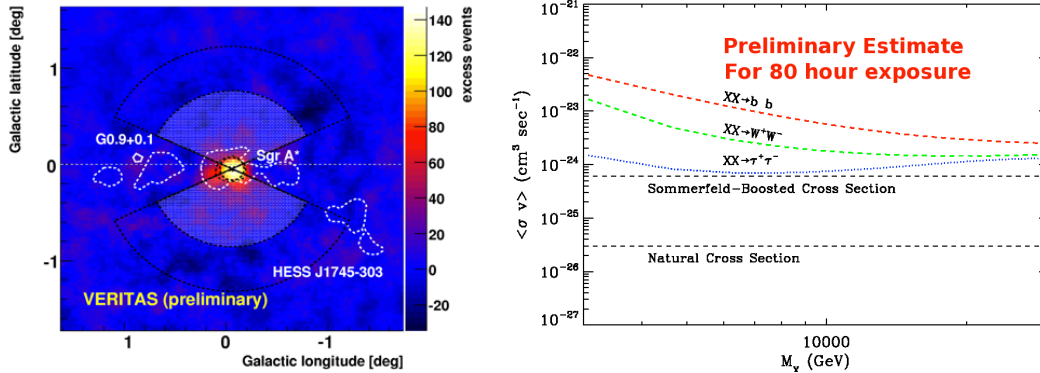 Galactic latitude [deg]
1
0
-1
G0.9+0.1
Sgr A*
HESS J1745-303
VERITAS (preliminary)
1
0
-1
Galactic longitude [deg]
140
120
100
80
60
40
20
0
-20
excess events
<σ v> (cm³ sec⁻¹)
10⁻²¹
10⁻²²
10⁻²³
10⁻²⁴
10⁻²⁵
10⁻²⁶
10⁻²⁷
Preliminary Estimate
For 80 hour exposure
XX→b b
XX→W⁺W⁻
XX→τ⁺τ⁻
Sommerfeld-Boosted Cross Section
Natural Cross Section
10000
Mₓ (GeV)